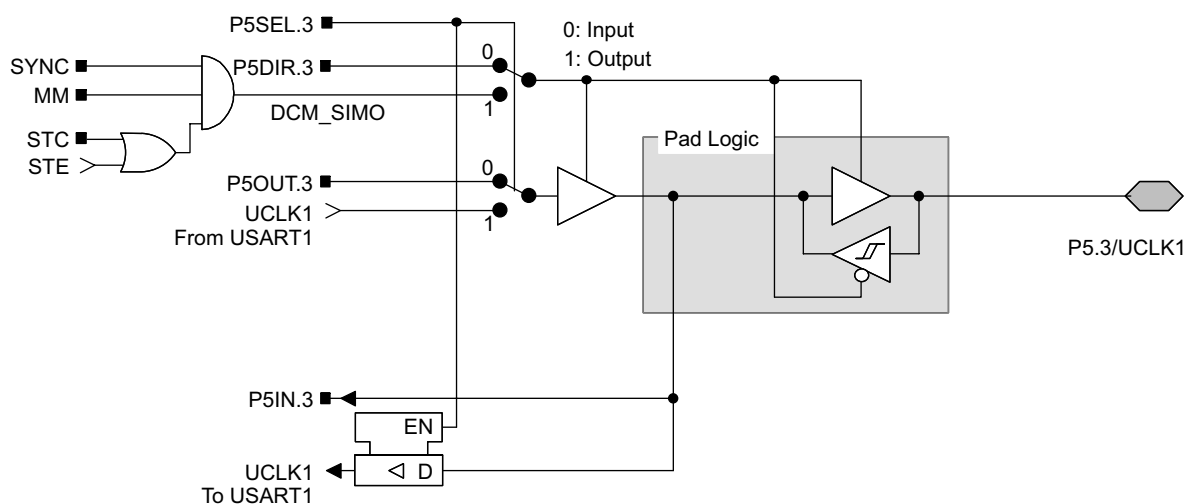 P5SEL.3
0: Input
1: Output
SYNC
P5DIR.3
0
MM
DCM_SIMO
1
STC
STE
Pad Logic
P5OUT.3
0
UCLK1
From USART1
1
P5.3/UCLK1
P5IN.3
EN
UCLK1
To USART1
D